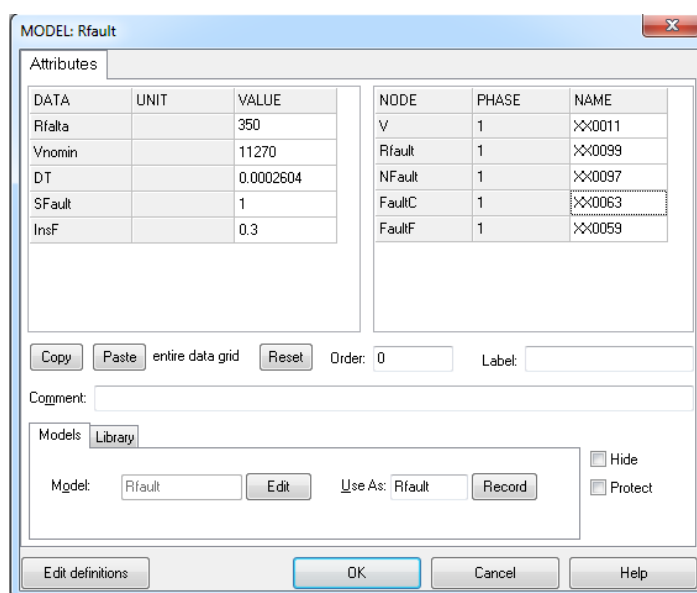 MODEL: Rfault
X
Attributes
DATA UNIT VALUE
Rfalta 350
Vnomin 11270
DT 0.0002604
SFault 1
InsF 0.3
NODE PHASE NAME
V 1 XX0011
Rfault 1 XX0099
NFault 1 XX0097
FaultC 1 XX0063
FaultF 1 XX0059
Copy Paste entire data grid Reset Order: 0 Label:
Comment:
Models Library
Model: Rfault Edit Use As: Rfault Record
Hide
Protect
Edit definitions OK Cancel Help